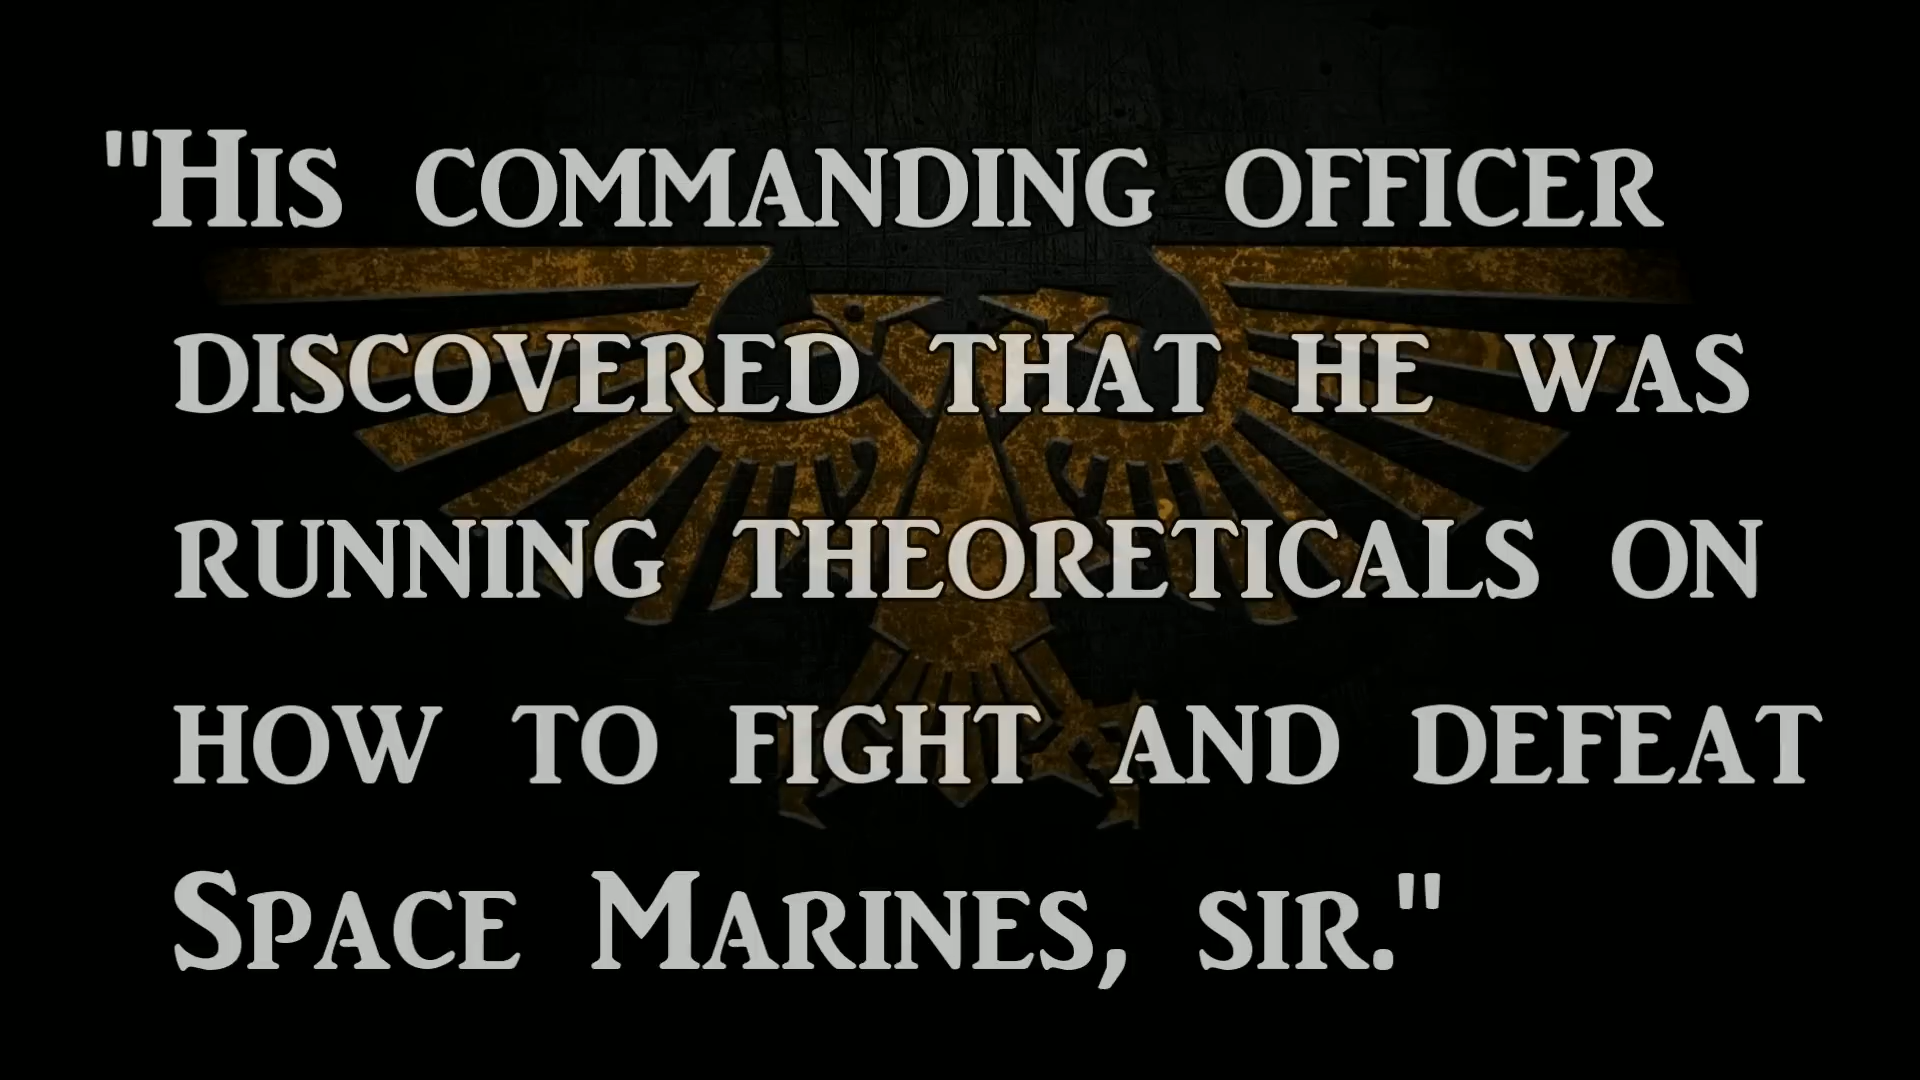 "His commanding officer
discovered that he was
running theoreticals on
how to fight and defeat
Space Marines, sir."